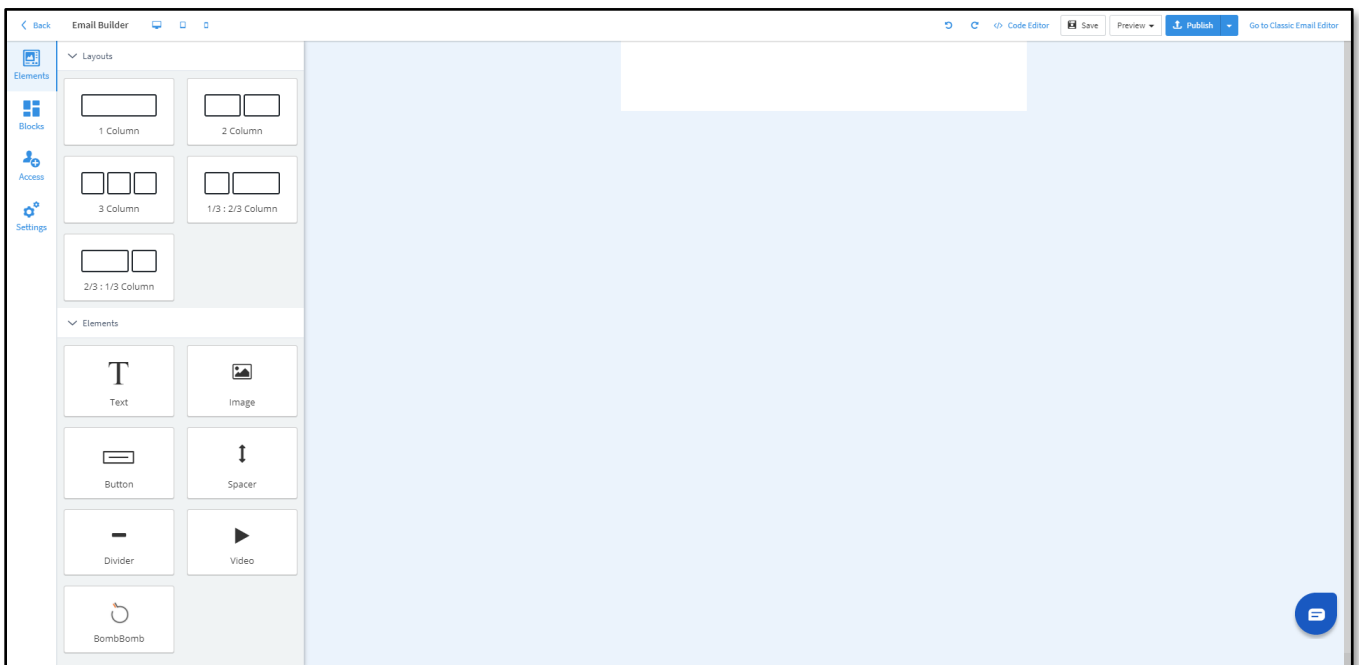 Back Email Builder Code Editor Save Preview Publish Go to Classic Email Editor
Elements
Blocks
Access
Settings
Layouts
1 Column 2 Column
3 Column 1/3 : 2/3 Column
2/3 : 1/3 Column
Elements
Text Image
Button Spacer
Divider Video
BombBomb